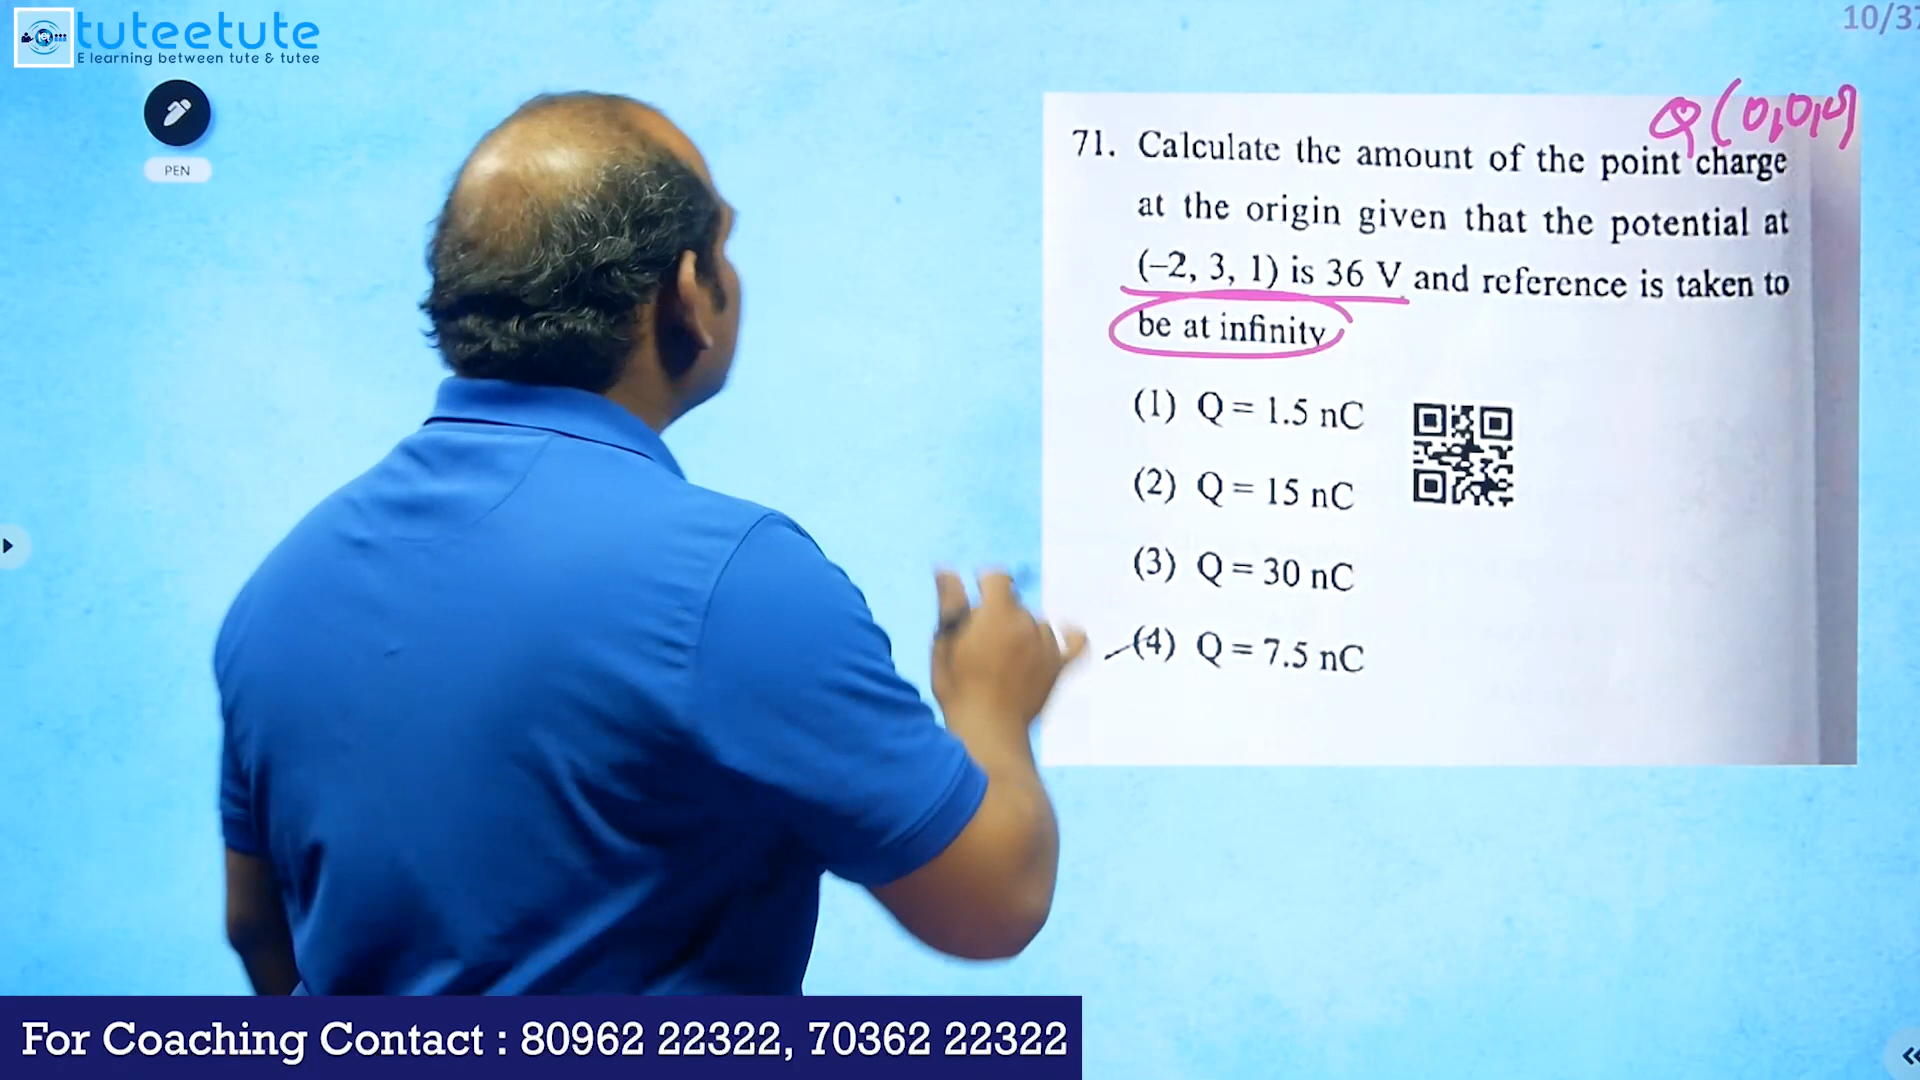 tuteetute
E learning between tute & tutee
10/37
PEN
Q (0,0,0)
71. Calculate the amount of the point charge
at the origin given that the potential at
(–2, 3, 1) is 36 V and reference is taken to
be at infinity
(1) Q = 1.5 nC
(2) Q = 15 nC
(3) Q = 30 nC
(4) Q = 7.5 nC
For Coaching Contact : 80962 22322, 70362 22322